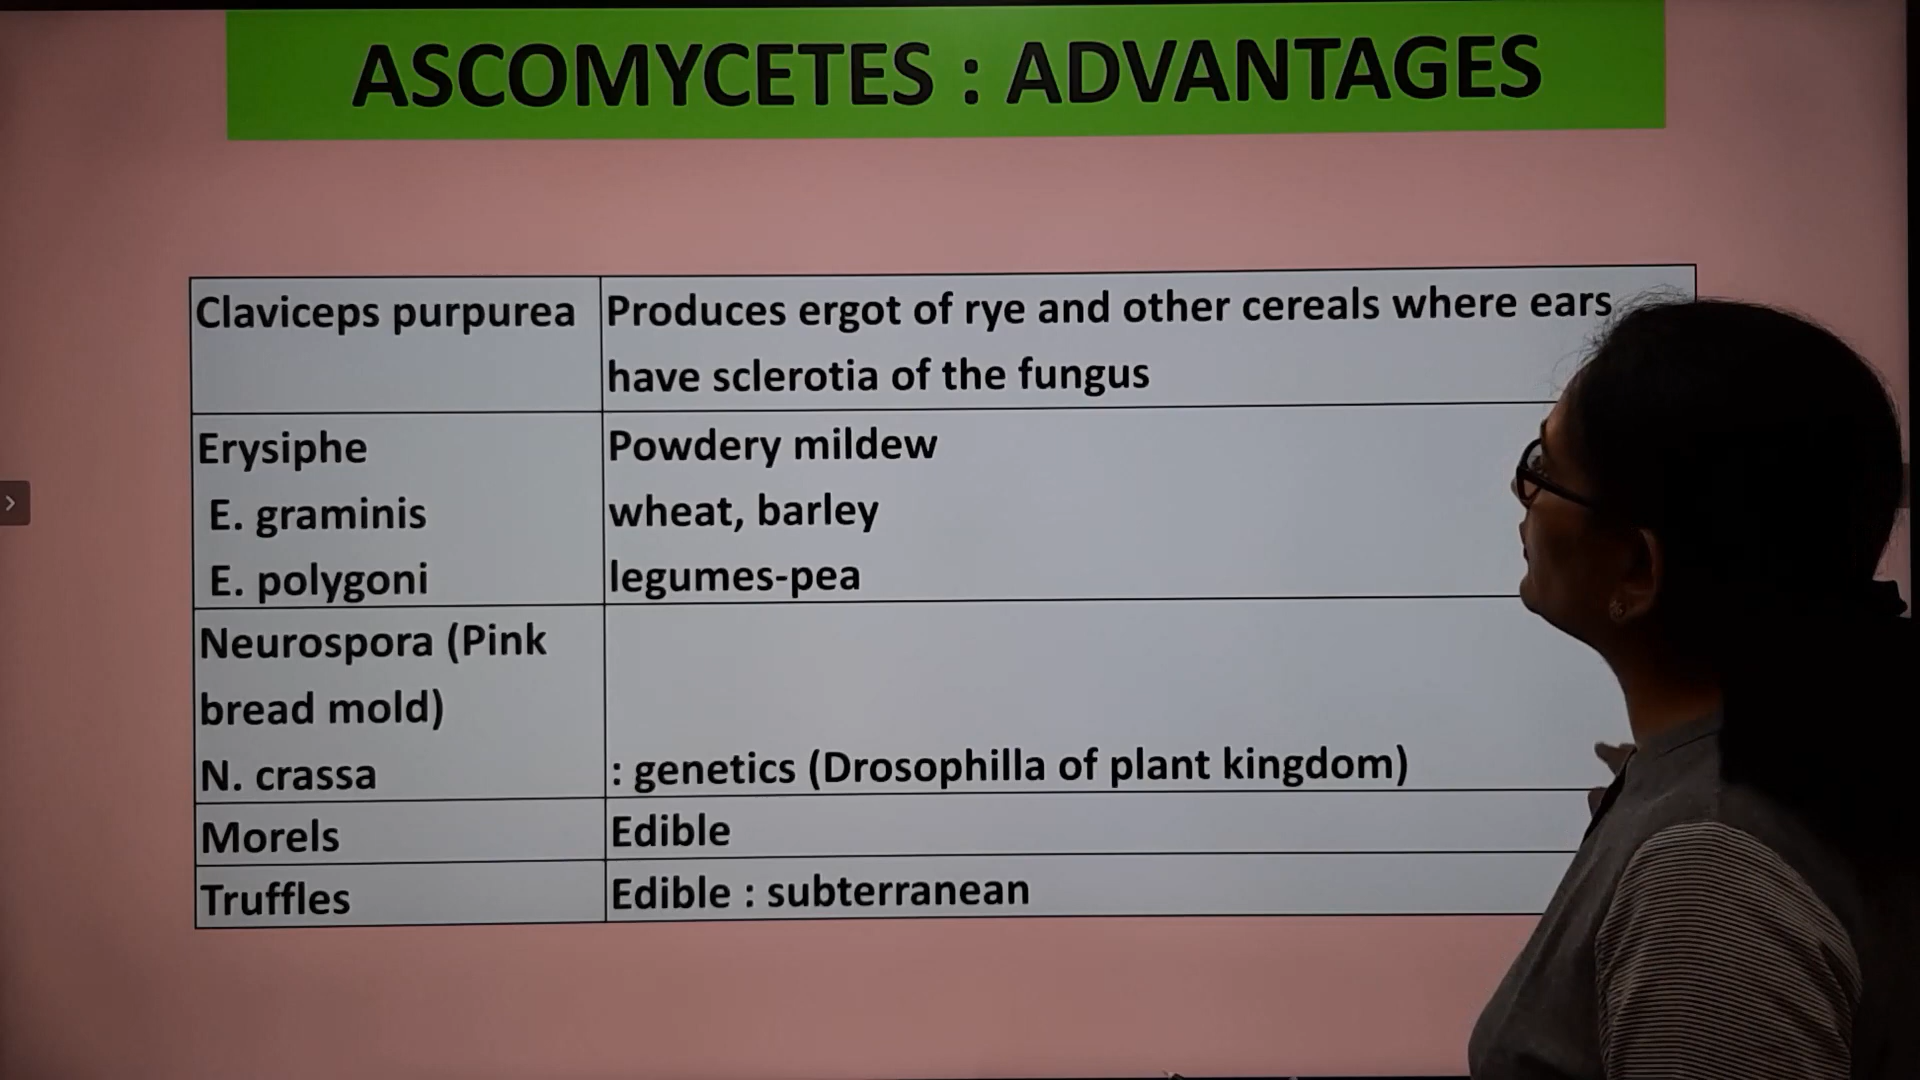 ASCOMYCETES : ADVANTAGES
Claviceps purpurea
Produces ergot of rye and other cereals where ears
have sclerotia of the fungus
Erysiphe
Powdery mildew
E. graminis
wheat, barley
E. polygoni
legumes-pea
Neurospora (Pink
bread mold)
N. crassa
: genetics (Drosophilla of plant kingdom)
Morels
Edible
Truffles
Edible : subterranean